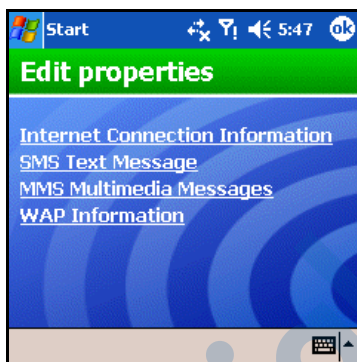 Start 5:47 ok
Edit properties
Internet Connection Information
SMS Text Message
MMS Multimedia Messages
WAP Information